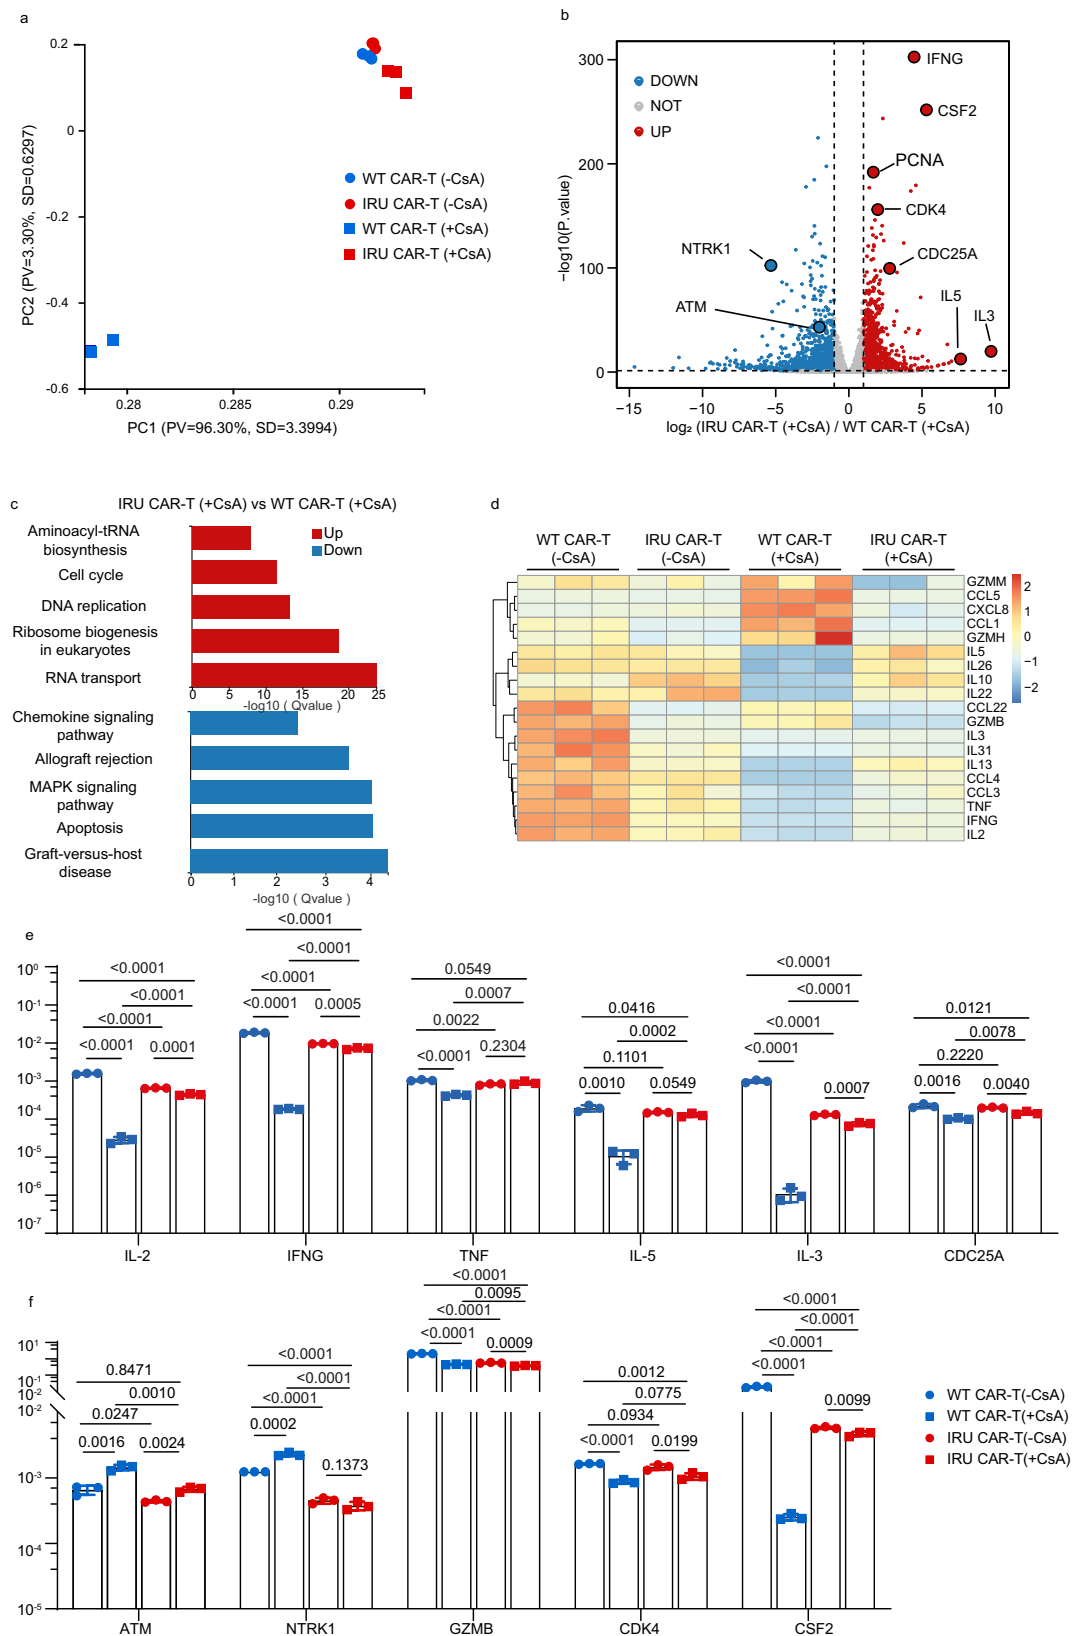 a
0.2
0
-0.2
-0.4
-0.6
0.28
0.285
0.29
PC2 (PV=3.30%, SD=0.6297)
PC1 (PV=96.30%, SD=3.3994)
WT CAR-T (-CsA)
IRU CAR-T (-CsA)
WT CAR-T (+CsA)
IRU CAR-T (+CsA)
b
300
200
100
0
−log10(P.value)
DOWN
NOT
UP
IFNG
CSF2
PCNA
CDK4
CDC25A
NTRK1
ATM
IL5
IL3
−15
−10
−5
0
5
10
log₂ (IRU CAR-T (+CsA) / WT CAR-T (+CsA)
c
IRU CAR-T (+CsA) vs WT CAR-T (+CsA)
Up
Down
Aminoacyl-tRNA
biosynthesis
Cell cycle
DNA replication
Ribosome biogenesis
in eukaryotes
RNA transport
0 5 10 15 20 25
-log10 ( Qvalue )
Chemokine signaling
pathway
Allograft rejection
MAPK signaling
pathway
Apoptosis
Graft-versus-host
disease
0 1 2 3 4
-log10 ( Qvalue )
d
WT CAR-T
(-CsA)
IRU CAR-T
(-CsA)
WT CAR-T
(+CsA)
IRU CAR-T
(+CsA)
GZMM
CCL5
CXCL8
CCL1
GZMH
IL5
IL26
IL10
IL22
CCL22
GZMB
IL3
IL31
IL13
CCL4
CCL3
TNF
IFNG
IL2
2
1
0
−1
−2
e
10⁰
10⁻¹
10⁻²
10⁻³
10⁻⁴
10⁻⁵
10⁻⁶
10⁻⁷
<0.0001
<0.0001
<0.0001
<0.0001
0.0001
IL-2
<0.0001
<0.0001
<0.0001
<0.0001
0.0005
IFNG
0.0549
0.0007
0.0022
0.2304
<0.0001
TNF
0.0416
0.0002
0.1101
0.0010
0.0549
IL-5
<0.0001
<0.0001
<0.0001
<0.0001
0.0007
IL-3
0.0121
0.0078
0.2220
0.0016
0.0040
CDC25A
f
10¹
10⁻¹
10⁻²
10⁻²
10⁻³
10⁻⁴
10⁻⁵
0.8471
0.0010
0.0247
0.0016
0.0024
ATM
<0.0001
<0.0001
<0.0001
0.0002
0.1373
NTRK1
<0.0001
0.0095
<0.0001
<0.0001
0.0009
GZMB
0.0012
0.0775
0.0934
<0.0001
0.0199
CDK4
<0.0001
<0.0001
<0.0001
<0.0001
0.0099
CSF2
WT CAR-T(-CsA)
WT CAR-T(+CsA)
IRU CAR-T(-CsA)
IRU CAR-T(+CsA)